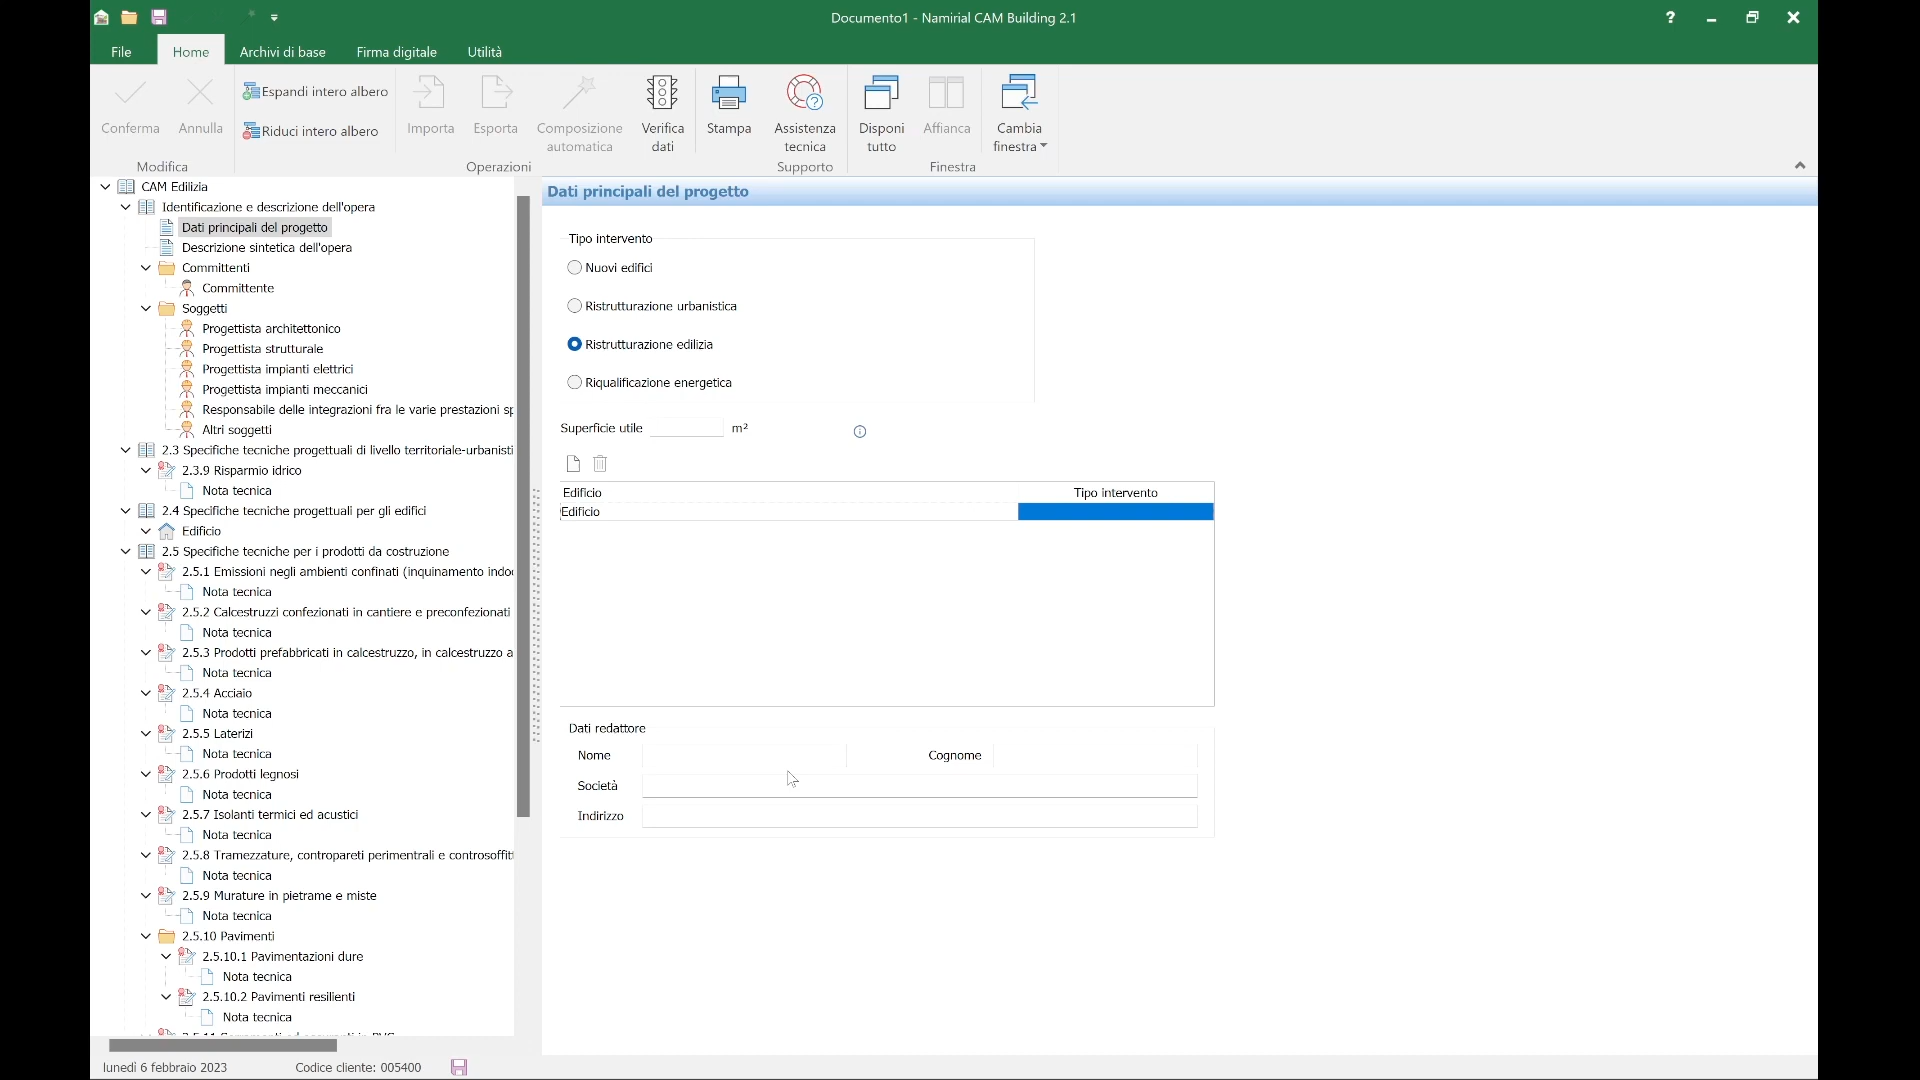 Documento1 - Namirial CAM Building 2.1
?
File
Home
Archivi di base
Firma digitale
Utilità
Conferma
Annulla
Espandi intero albero
Riduci intero albero
Importa
Esporta
Composizione
automatica
Verifica
dati
Stampa
Assistenza
tecnica
Disponi
tutto
Affianca
Cambia
finestra
Modifica
Operazioni
Supporto
Finestra
CAM Edilizia
Identificazione e descrizione dell'opera
Dati principali del progetto
Descrizione sintetica dell'opera
Committenti
Committente
Soggetti
Progettista architettonico
Progettista strutturale
Progettista impianti elettrici
Progettista impianti meccanici
Responsabile delle integrazioni fra le varie prestazioni sp
Altri soggetti
2.3 Specifiche tecniche progettuali di livello territoriale-urbanisti
2.3.9 Risparmio idrico
Nota tecnica
2.4 Specifiche tecniche progettuali per gli edifici
Edificio
2.5 Specifiche tecniche per i prodotti da costruzione
2.5.1 Emissioni negli ambienti confinati (inquinamento indo
Nota tecnica
2.5.2 Calcestruzzi confezionati in cantiere e preconfezionati
Nota tecnica
2.5.3 Prodotti prefabbricati in calcestruzzo, in calcestruzzo a
Nota tecnica
2.5.4 Acciaio
Nota tecnica
2.5.5 Laterizi
Nota tecnica
2.5.6 Prodotti legnosi
Nota tecnica
2.5.7 Isolanti termici ed acustici
Nota tecnica
2.5.8 Tramezzature, contropareti perimentrali e controsoffitt
Nota tecnica
2.5.9 Murature in pietrame e miste
Nota tecnica
2.5.10 Pavimenti
2.5.10.1 Pavimentazioni dure
Nota tecnica
2.5.10.2 Pavimenti resilienti
Nota tecnica
Dati principali del progetto
Tipo intervento
Nuovi edifici
Ristrutturazione urbanistica
Ristrutturazione edilizia
Riqualificazione energetica
Superficie utile m²
Edificio Tipo intervento
Edificio
Dati redattore
Nome Cognome
Società
Indirizzo
lunedì 6 febbraio 2023 Codice cliente: 005400